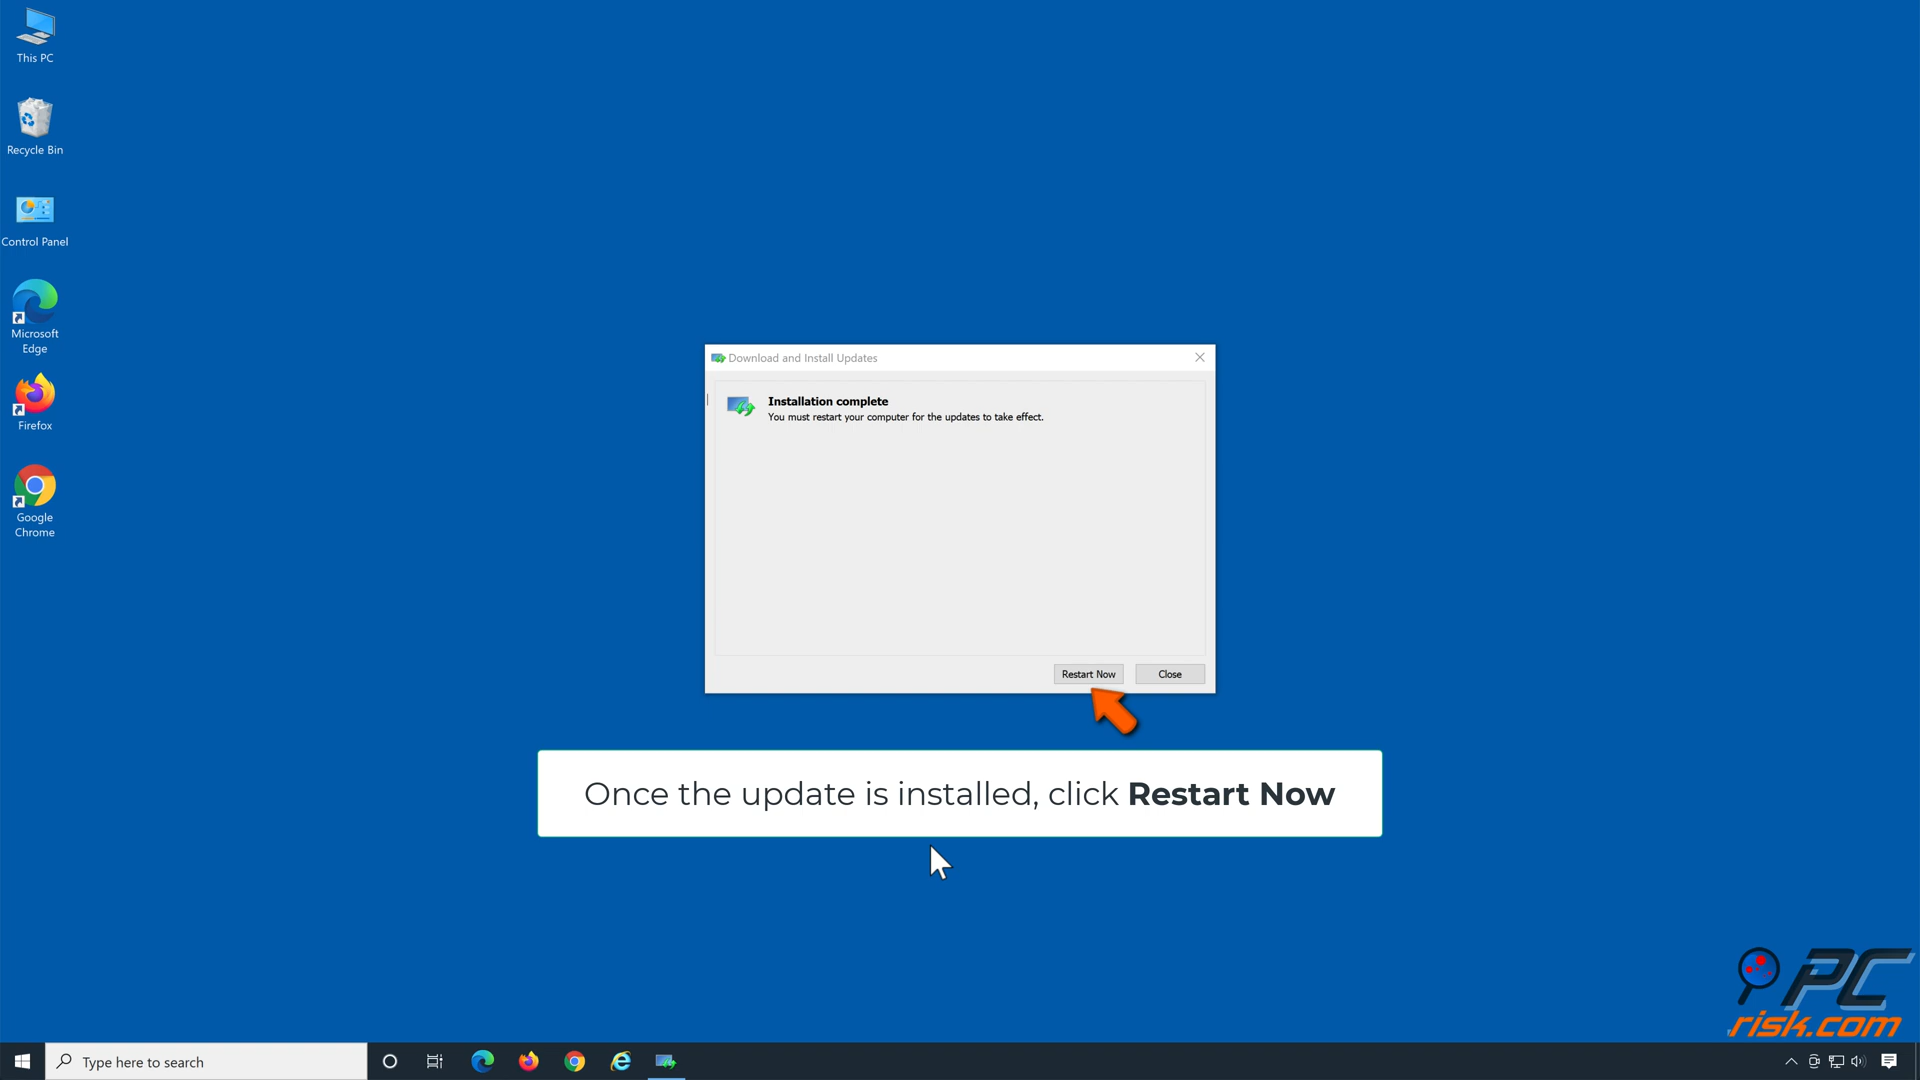 This PC
Recycle Bin
Control Panel
Microsoft
Edge
Firefox
Google
Chrome
Download and Install Updates
Installation complete
You must restart your computer for the updates to take effect.
Restart Now
Close
Once the update is installed, click Restart Now
PC
risk.com
Type here to search